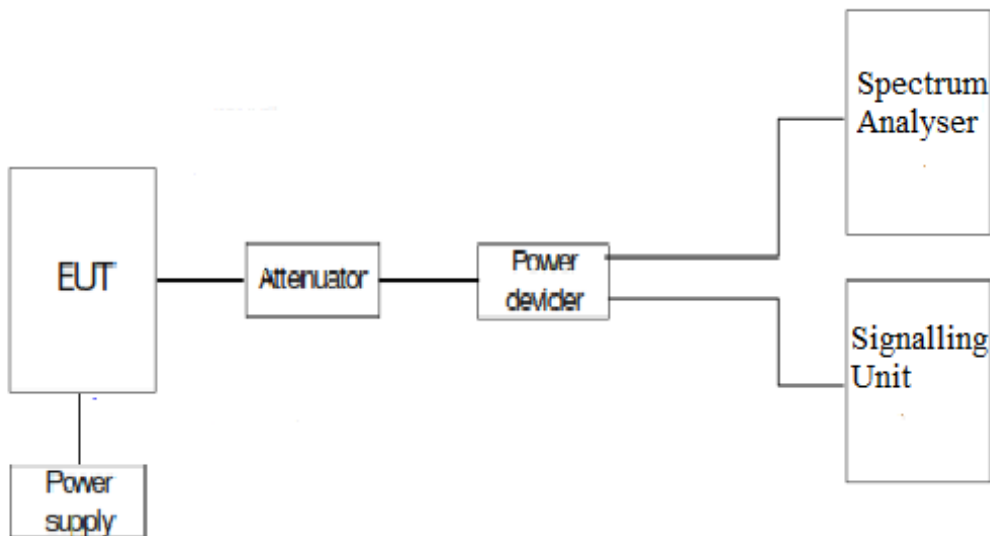 Spectrum
Analyser
EUT
Attenuator
Power
devider
Signalling
Unit
Power
supply